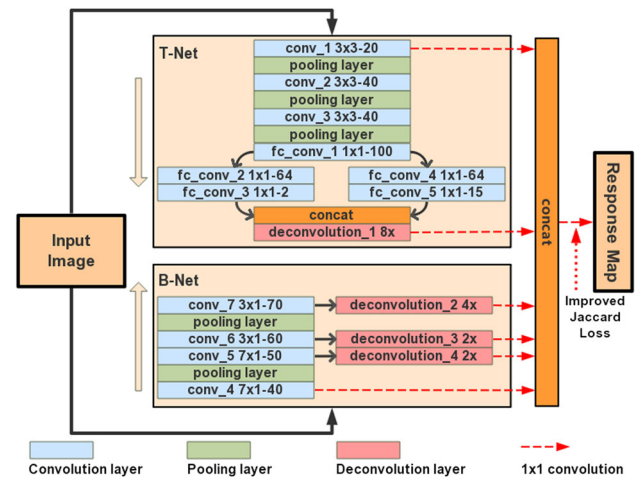 T-Net
conv_1 3x3-20
pooling layer
conv_2 3x3-40
pooling layer
conv_3 3x3-40
pooling layer
fc_conv_1 1x1-100
fc_conv_2 1x1-64
fc_conv_3 1x1-2
fc_conv_4 1x1-64
fc_conv_5 1x1-15
concat
deconvolution_1 8x
Input
Image
B-Net
conv_7 3x1-70
pooling layer
conv_6 3x1-60
conv_5 7x1-50
pooling layer
conv_4 7x1-40
deconvolution_2 4x
deconvolution_3 2x
deconvolution_4 2x
concat
Response Map
Improved
Jaccard
Loss
Convolution layer
Pooling layer
Deconvolution layer
1x1 convolution